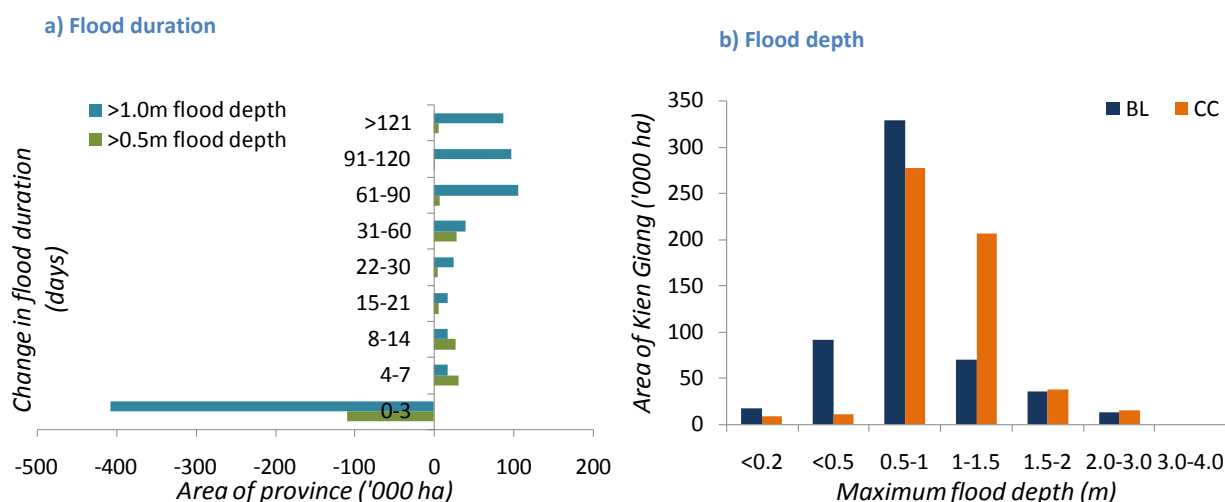 a) Flood duration
>1.0m flood depth
>0.5m flood depth
>121
91-120
61-90
31-60
22-30
15-21
8-14
4-7
0-3
Change in flood duration
(days)
-500 -400 -300 -200 -100 0 100 200
Area of province ('000 ha)
b) Flood depth
BL CC
350
300
250
200
150
100
50
0
Area of Kien Giang ('000 ha)
<0.2 <0.5 0.5-1 1-1.5 1.5-2 2.0-3.0 3.0-4.0
Maximum flood depth (m)